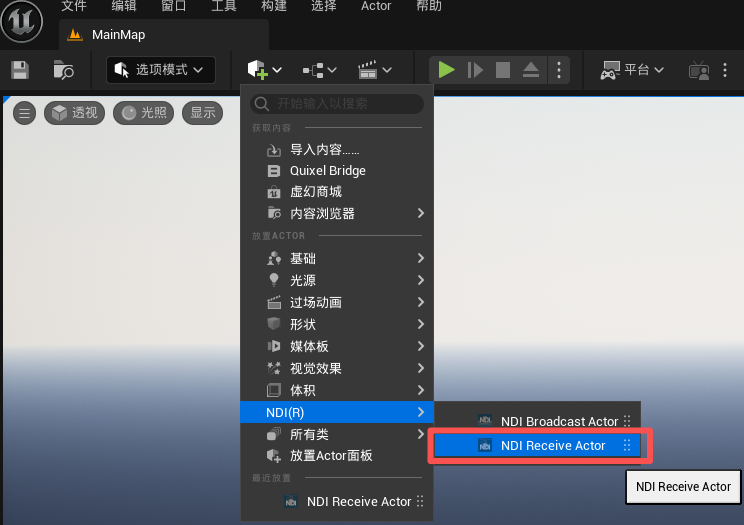 文件 编辑 窗口 工具 构建 选择 Actor 帮助
MainMap
选项模式 平台
透视 光照 显示
开始输入以搜索
获取内容
导入内容......
Quixel Bridge
虚幻商城
内容浏览器
放置ACTOR
基础
光源
过场动画
形状
媒体板
视觉效果
体积
NDI(R)
NDI Broadcast Actor
所有类
NDI Receive Actor
放置Actor面板
最近放置
NDI Receive Actor
NDI Receive Actor